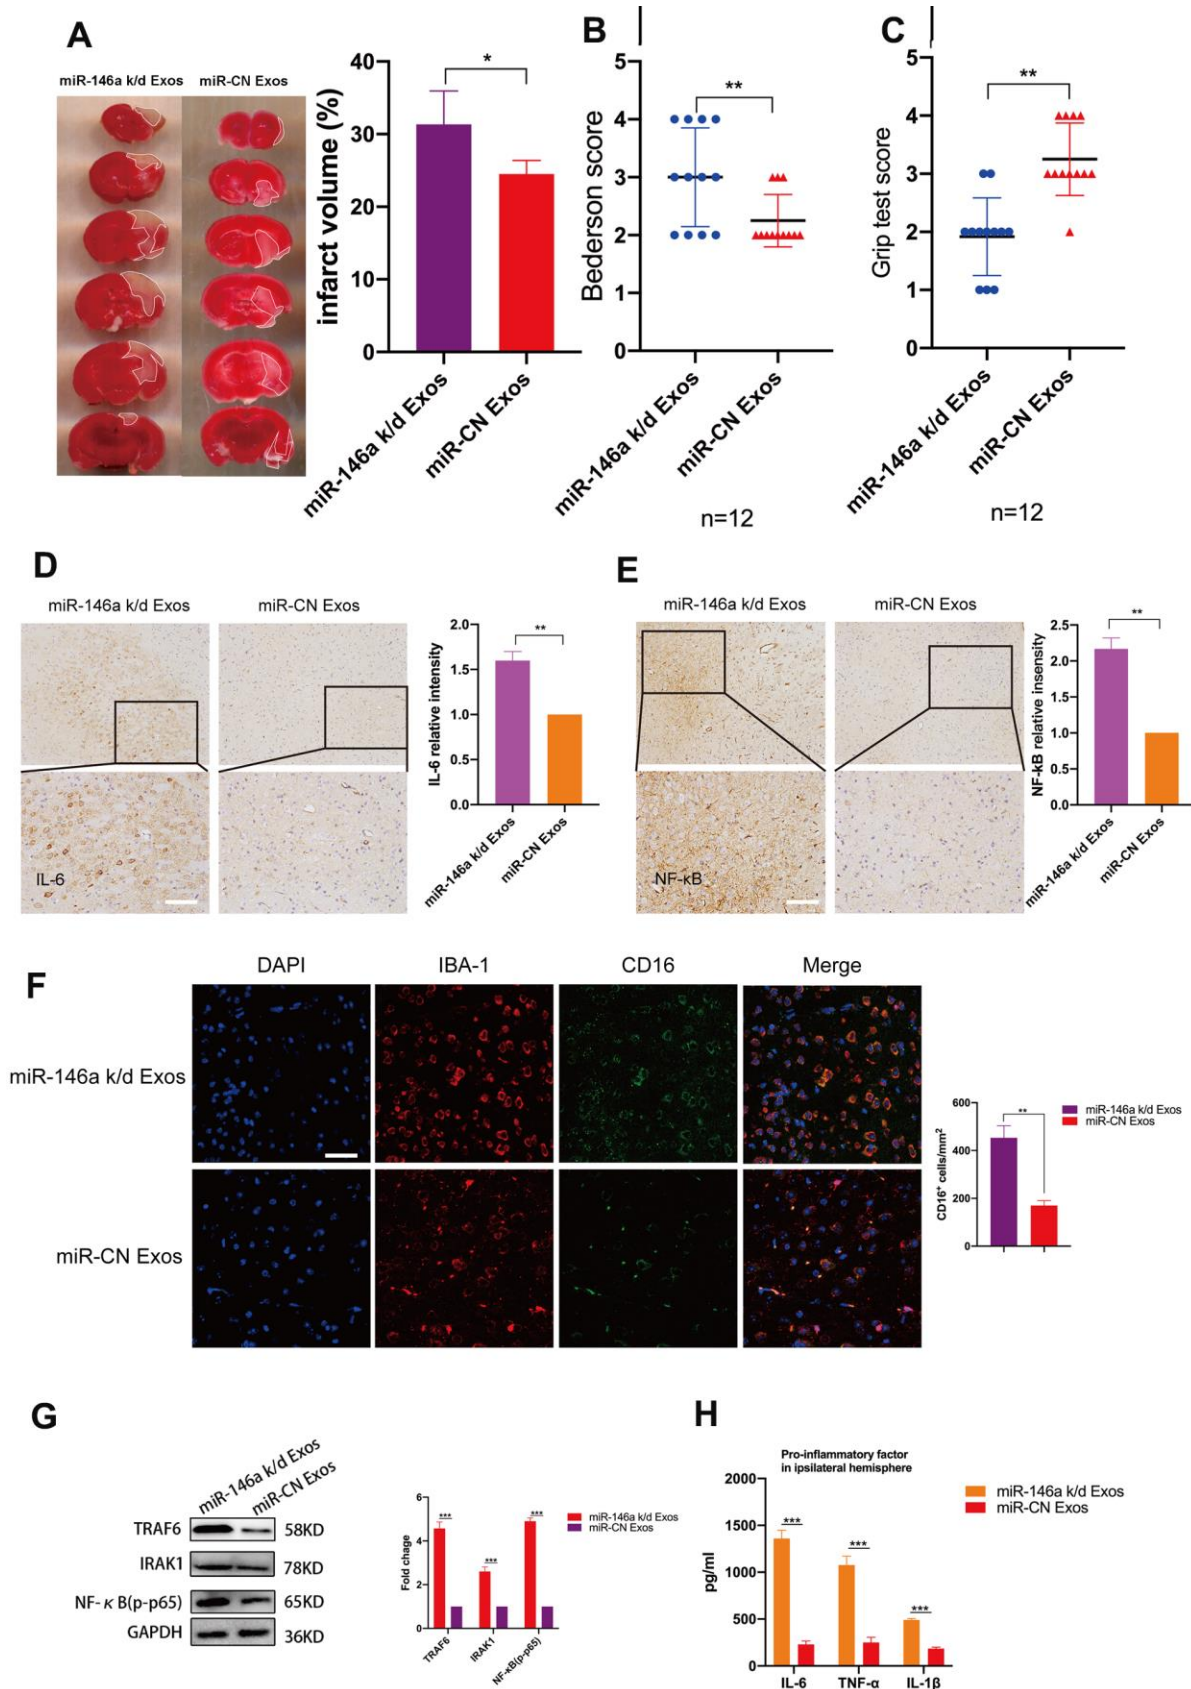 A
miR-146a k/d Exos
miR-CN Exos
infarct volume (%)
40
30
20
10
0
*
miR-146a k/d Exos
miR-CN Exos
B
Bederson score
5
4
3
2
1
0
**
miR-146a k/d Exos
miR-CN Exos
n=12
C
Grip test score
5
4
3
2
1
0
**
miR-146a k/d Exos
miR-CN Exos
n=12
D
miR-146a k/d Exos
miR-CN Exos
IL-6
IL-6 relative intensity
2.0
1.5
1.0
0.5
0.0
**
miR-146a k/d Exos
miR-CN Exos
E
miR-146a k/d Exos
miR-CN Exos
NF-κB
NF-kB relative insensity
2.5
2.0
1.5
1.0
0.5
0.0
**
miR-146a k/d Exos
miR-CN Exos
F
DAPI
IBA-1
CD16
Merge
miR-146a k/d Exos
miR-CN Exos
CD16⁺ cells/mm²
600
400
200
0
**
miR-146a k/d Exos
miR-CN Exos
G
miR-146a k/d Exos
miR-CN Exos
TRAF6
58KD
IRAK1
78KD
NF-κB(p-p65)
65KD
GAPDH
36KD
Fold chage
6
4
2
0
***
***
***
TRAF6
IRAK1
NF-κB(p-p65)
miR-146a k/d Exos
miR-CN Exos
H
Pro-inflammatory factor
in ipsilateral hemisphere
pg/ml
2000
1500
1000
500
0
***
***
***
IL-6
TNF-α
IL-1β
miR-146a k/d Exos
miR-CN Exos